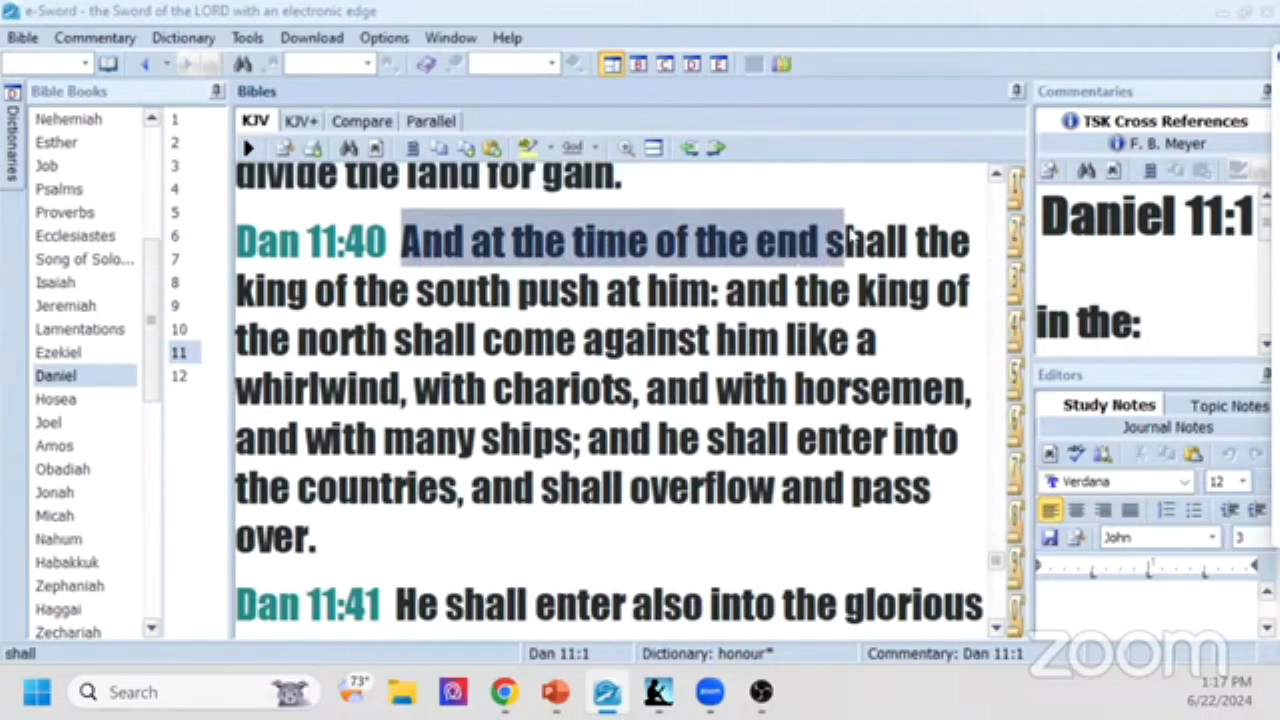 e-Sword - the Sword of the LORD with an electronic edge
Bible Commentary Dictionary Tools Download Options Window Help
Dictionaries
Bible Books
Nehemiah
Esther
Job
Psalms
Proverbs
Ecclesiastes
Song of Solo...
Isaiah
Jeremiah
Lamentations
Ezekiel
Daniel
Hosea
Joel
Amos
Obadiah
Jonah
Micah
Nahum
Habakkuk
Zephaniah
Haggai
Zechariah
1
2
3
4
5
6
7
8
9
10
11
12
Bibles
KJV KJV+ Compare Parallel
divide the land for gain.
Dan 11:40 And at the time of the end shall the
king of the south push at him: and the king of
the north shall come against him like a
whirlwind, with chariots, and with horsemen,
and with many ships; and he shall enter into
the countries, and shall overflow and pass
over.
Dan 11:41 He shall enter also into the glorious
Commentaries
TSK Cross References
F. B. Meyer
Daniel 11:1
in the:
Editors
Study Notes Topic Notes
Journal Notes
Verdana 12
John 3
shall Dan 11:1 Dictionary: honour* Commentary: Dan 11:1
zoom
Search 73° 1:17 PM
6/22/2024